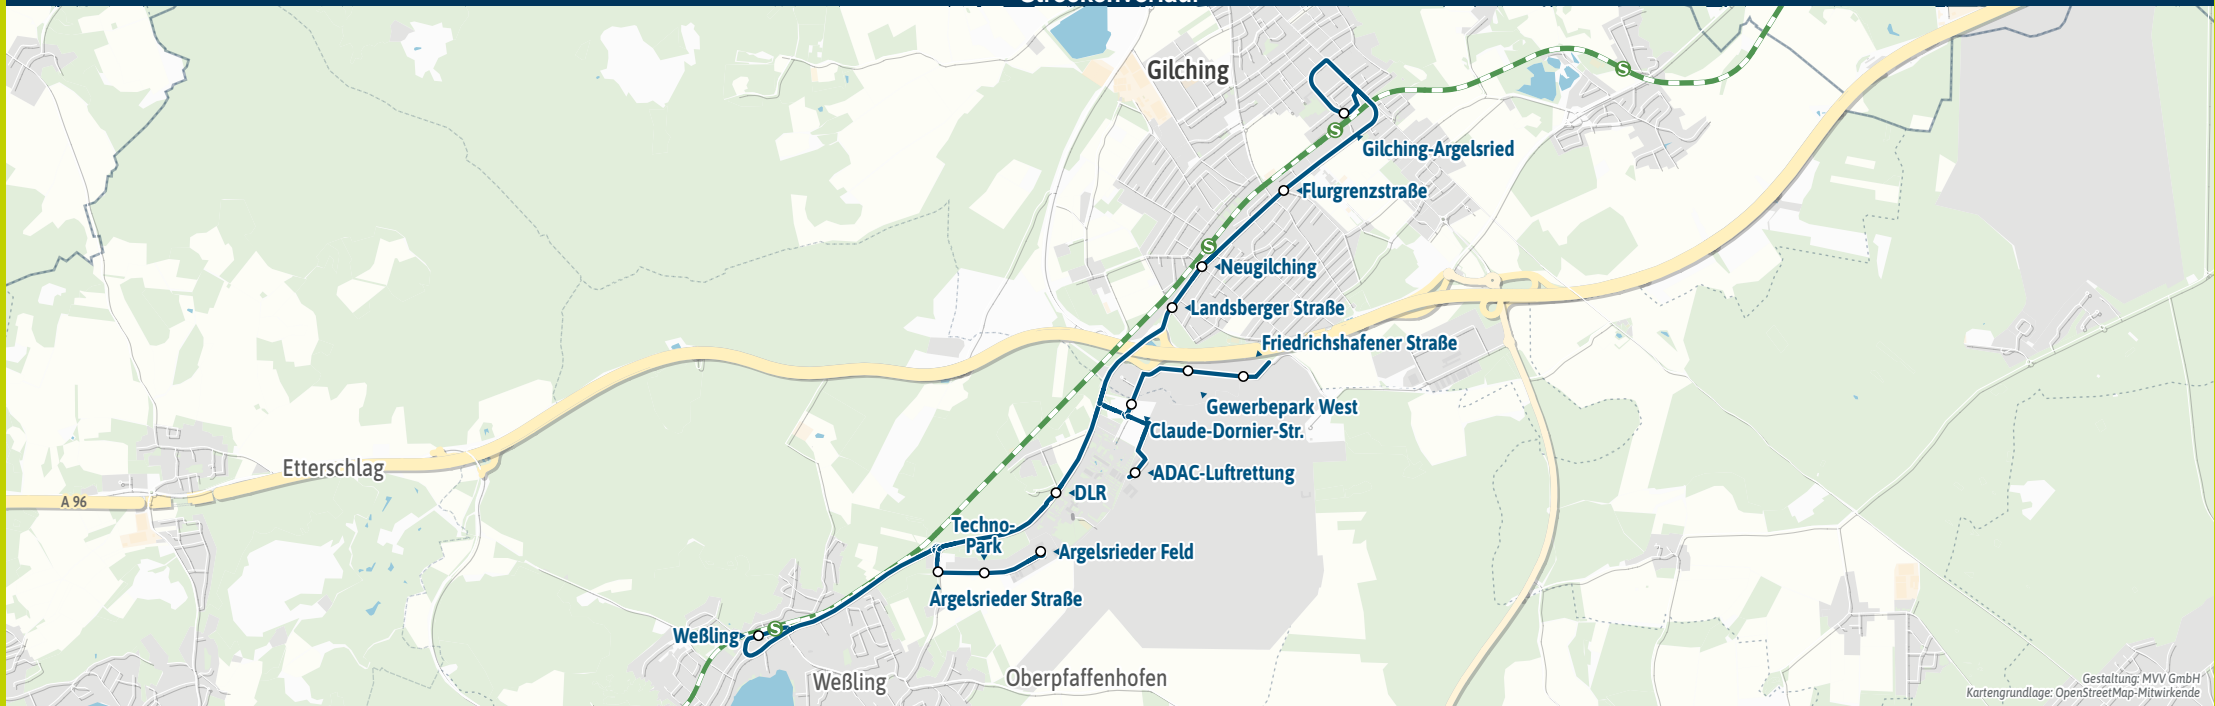 Streckenverlauf
Gilching
Gilching-Argelsried
Flurgrenzstraße
Neugilching
Landsberger Straße
Friedrichshafener Straße
Gewerbepark West
Claude-Dornier-Str.
Etterschlag
ADAC-Luftrettung
A 96
DLR
Techno-
Park
Argelsrieder Feld
Argelsrieder Straße
Weßling
Weßling
Oberpfaffenhofen
S
S
S
S
Gestaltung: MVV GmbH
Kartengrundlage: OpenStreetMap-Mitwirkende